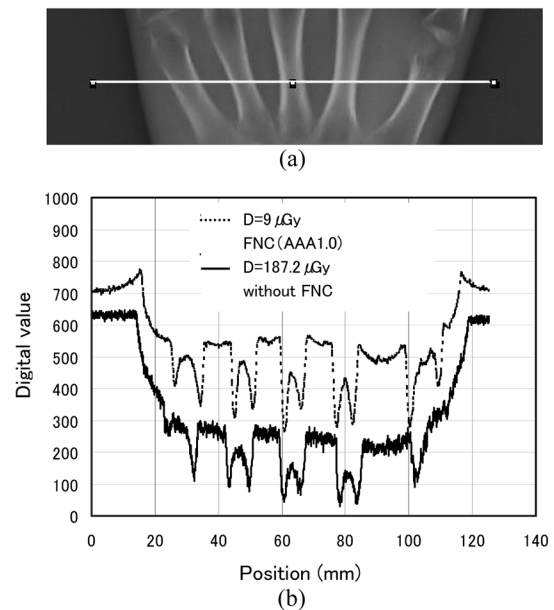 (a)
1000
900
800
700
600
500
400
300
200
100
0
Digital value
D=9 μGy
FNC(AAA1.0)
D=187.2 μGy
without FNC
0 20 40 60 80 100 120 140
Position (mm)
(b)